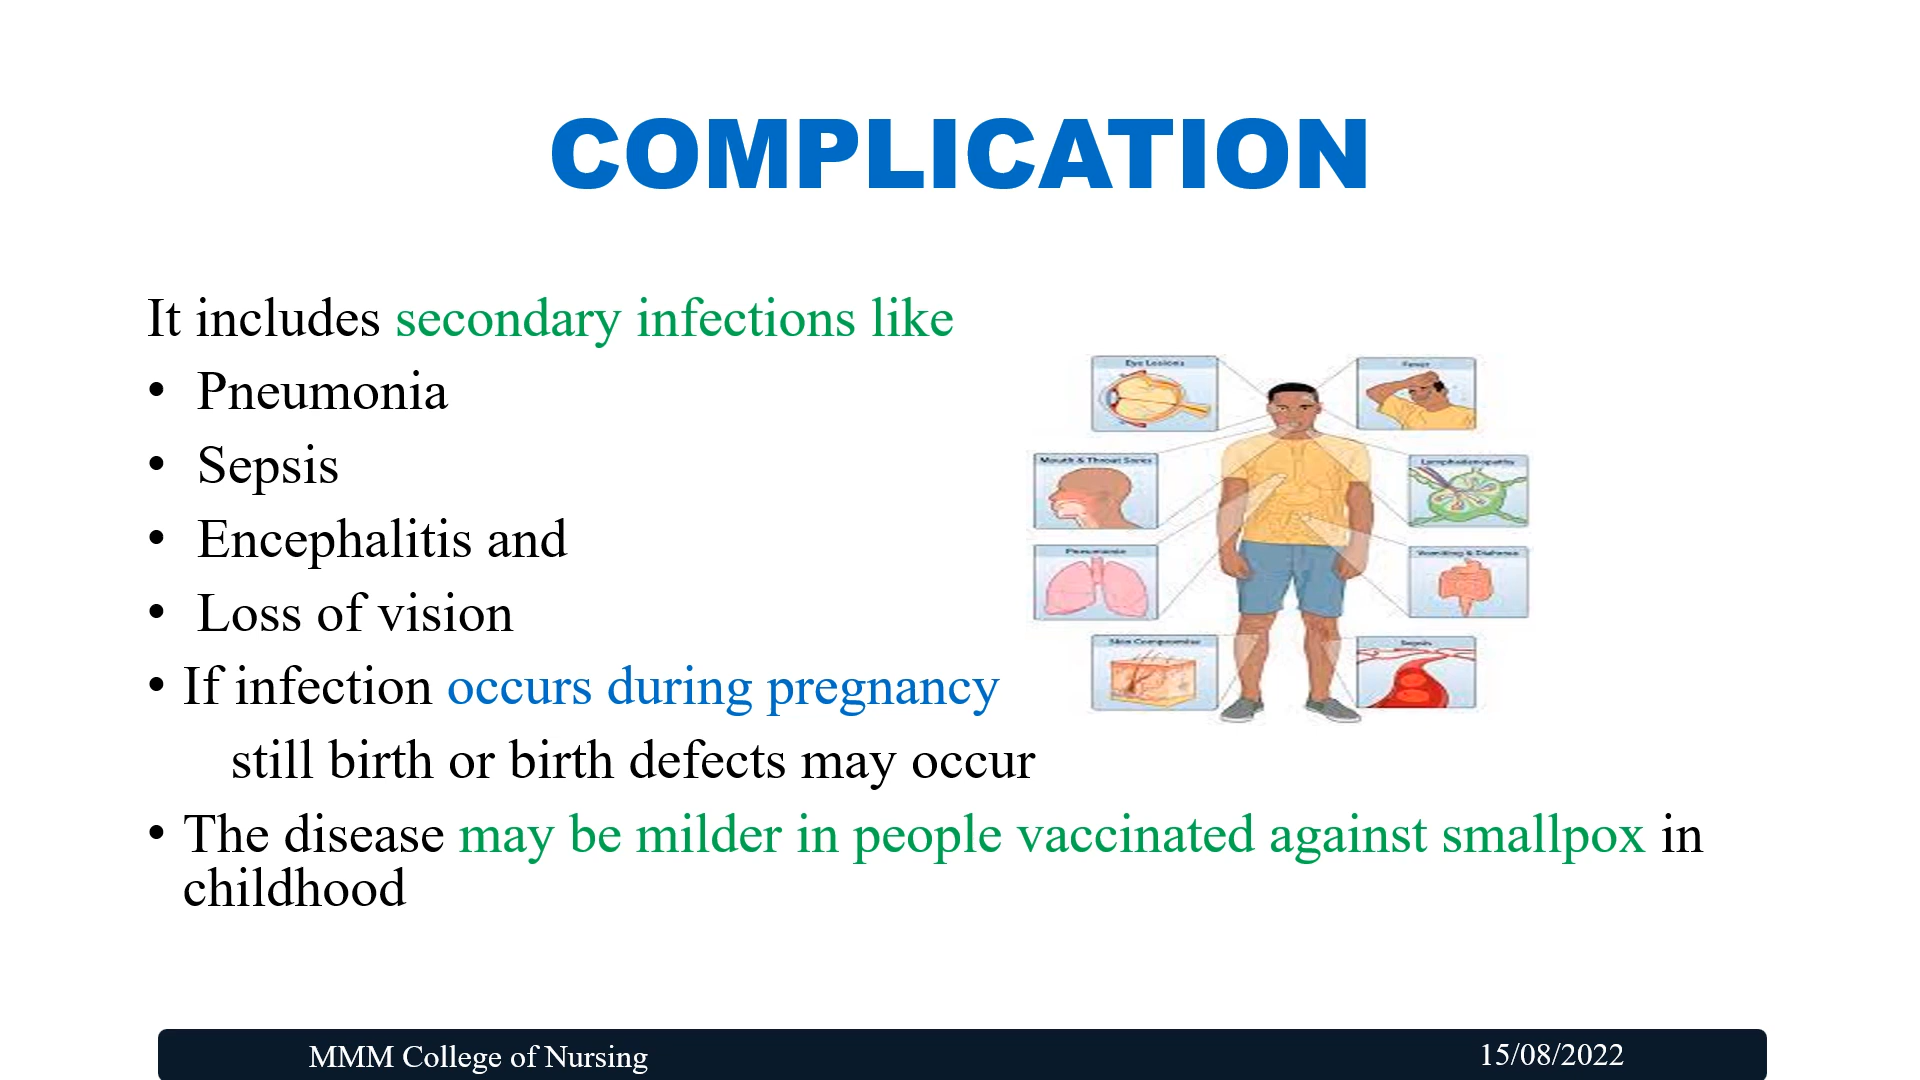 COMPLICATION
It includes secondary infections like
• Pneumonia
• Sepsis
• Encephalitis and
• Loss of vision
• If infection occurs during pregnancy
still birth or birth defects may occur
• The disease may be milder in people vaccinated against smallpox in
childhood
Eye Lesions
Fever
Mouth & Throat Sores
Lymphadenopathy
Pneumonia
Vomiting & Diarrhea
Skin Compromise
Sepsis
MMM College of Nursing
15/08/2022